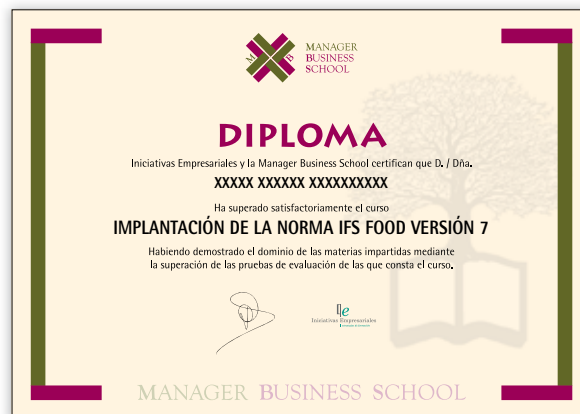 M B
MANAGER
BUSINESS
SCHOOL
DIPLOMA
Iniciativas Empresariales y la Manager Business School certifican que D. / Dña.
XXXXX XXXXXX XXXXXXXXXX
Ha superado satisfactoriamente el curso
IMPLANTACIÓN DE LA NORMA IFS FOOD VERSIÓN 7
Habiendo demostrado el dominio de las materias impartidas mediante
la superación de las pruebas de evaluación de las que consta el curso.
Iniciativas Empresariales
MANAGER BUSINESS SCHOOL